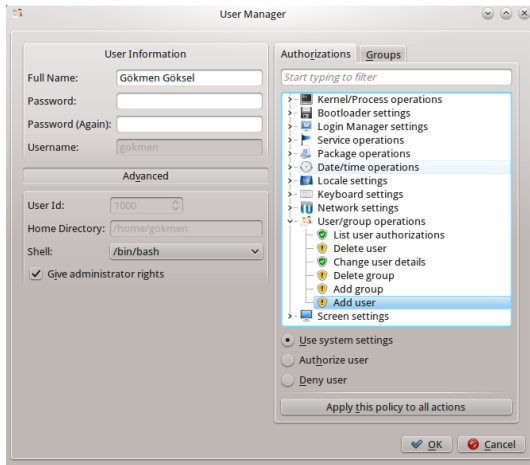 User Manager
User Information
Full Name: Gökmen Göksel
Password:
Password (Again):
Username: gokmen
Advanced
User Id: 1000
Home Directory: /home/gokmen
Shell: /bin/bash
Give administrator rights
Authorizations Groups
Start typing to filter
Kernel/Process operations
Bootloader settings
Login Manager settings
Service operations
Package operations
Date/time operations
Locale settings
Keyboard settings
Network settings
User/group operations
List user authorizations
Delete user
Change user details
Delete group
Add group
Add user
Screen settings
Use system settings
Authorize user
Deny user
Apply this policy to all actions
OK Cancel